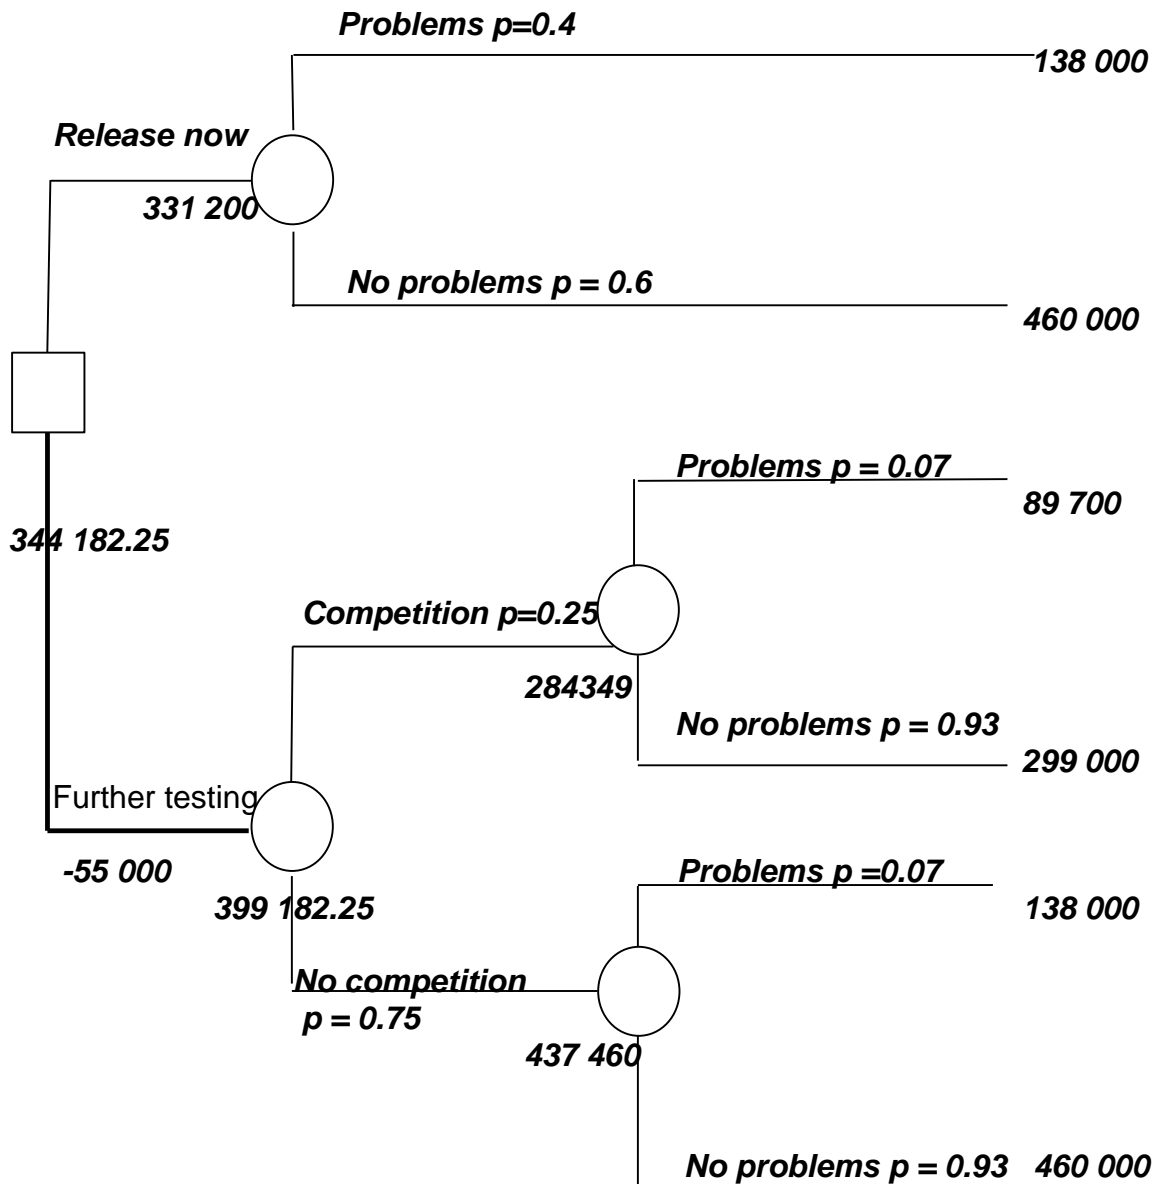 Problems p=0.4
138 000
Release now
331 200
No problems p = 0.6
460 000
Problems p = 0.07
89 700
344 182.25
Competition p=0.25
284349
No problems p = 0.93
299 000
Further testing
-55 000
399 182.25
Problems p =0.07
138 000
No competition
p = 0.75
437 460
No problems p = 0.93 460 000